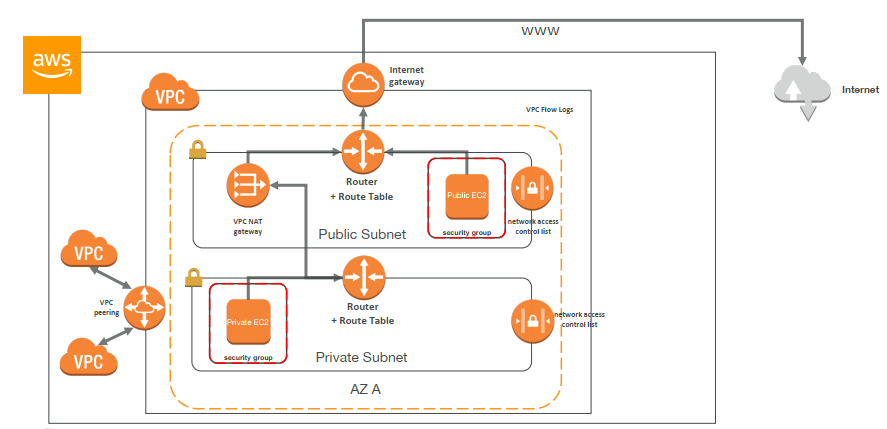 www
aws
Internet
gateway
VPC
Internet
VPC Flow Logs
Router
+ Route Table
Public EC2
VPC NAT
gateway
network access
control list
security group
Public Subnet
VPC
VPC
peering
Router
+ Route Table
network access
control list
Private EC2
VPC
security group
Private Subnet
AZ A